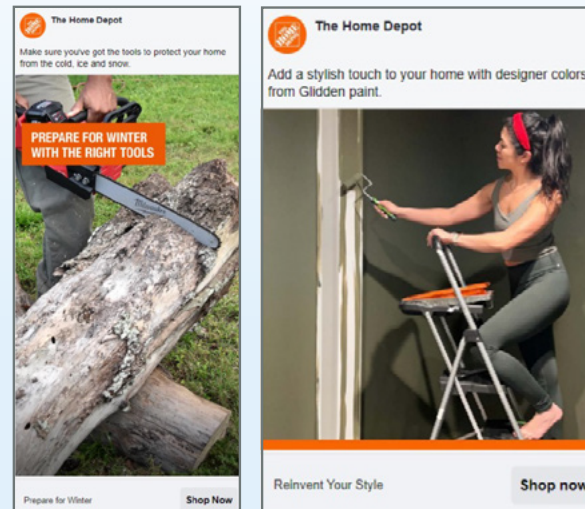 The Home Depot
Make sure you've got the tools to protect your home
from the cold, ice and snow.
PREPARE FOR WINTER
WITH THE RIGHT TOOLS
Milwaukee
Prepare for Winter
Shop Now
The Home Depot
Add a stylish touch to your home with designer colors
from Glidden paint.
Reinvent Your Style
Shop now